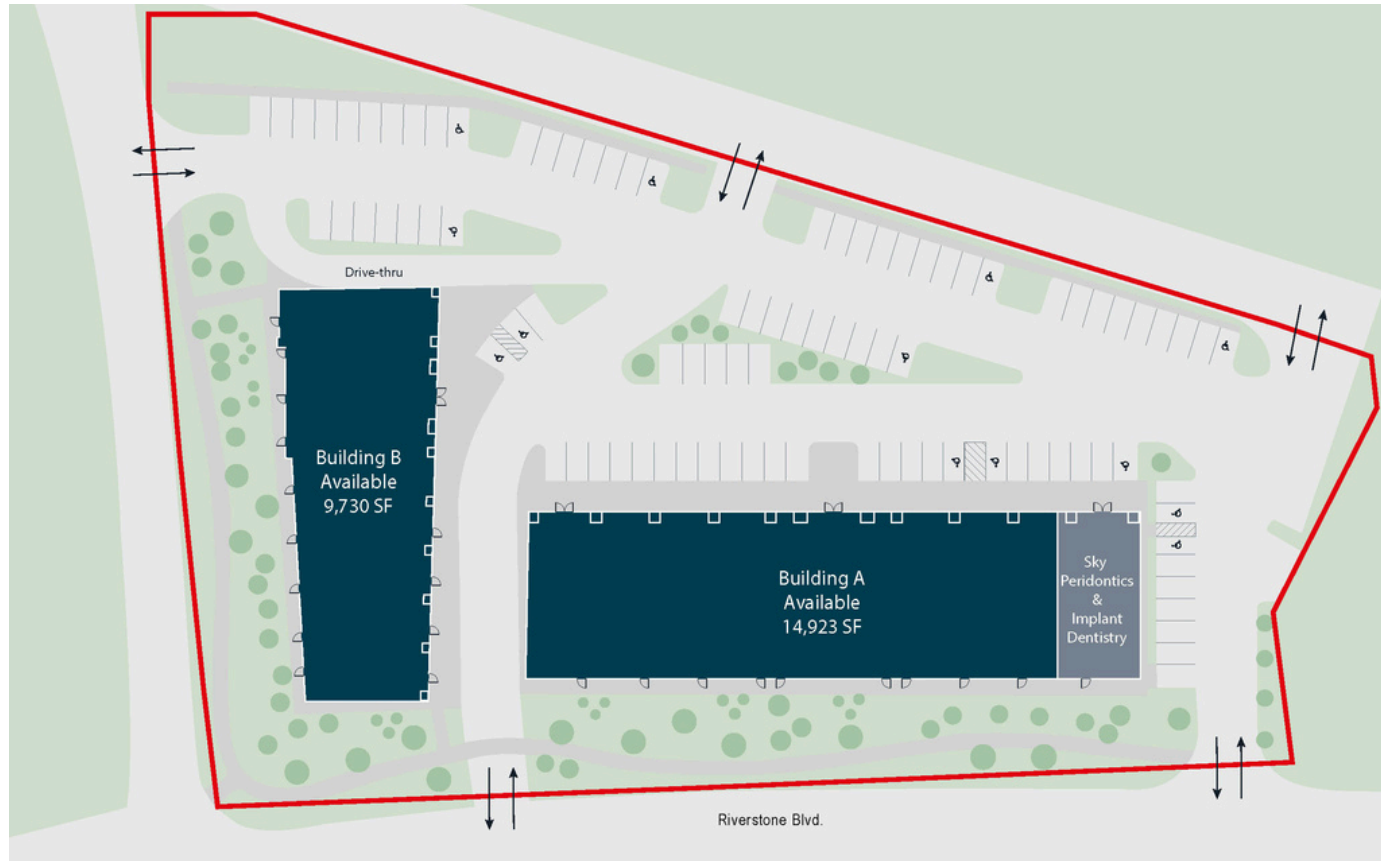 Drive-thru
Building B
Available
9,730 SF
Building A
Available
14,923 SF
Sky
Peridontics
&
Implant
Dentistry
Riverstone Blvd.